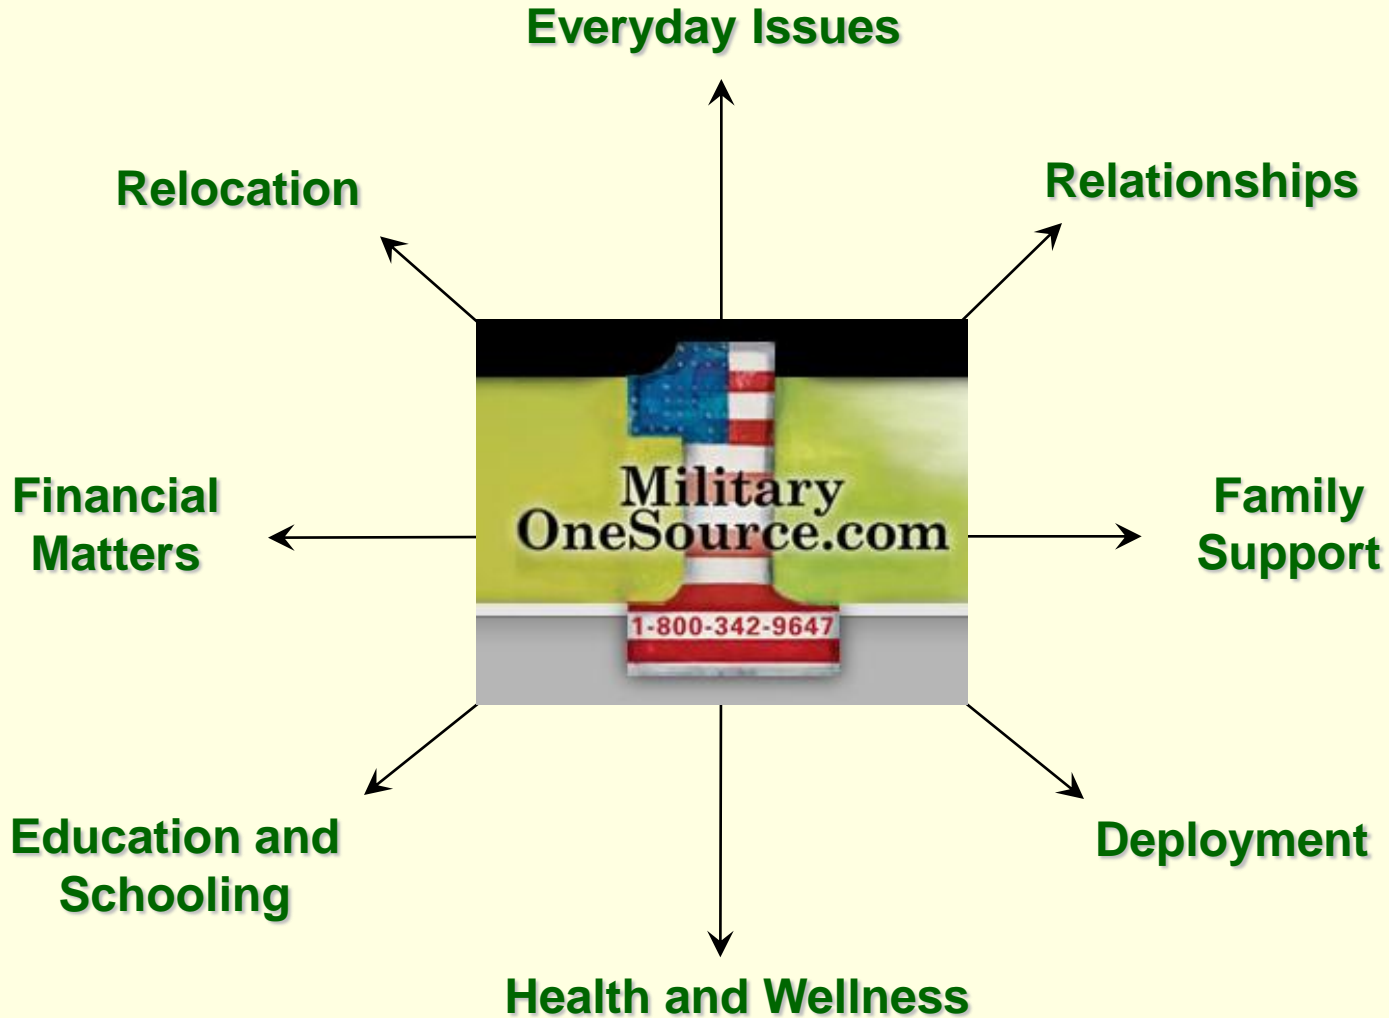 Everyday Issues
Relocation
Relationships
Military
OneSource.com
1-800-342-9647
Financial
Matters
Family
Support
Education and
Schooling
Deployment
Health and Wellness